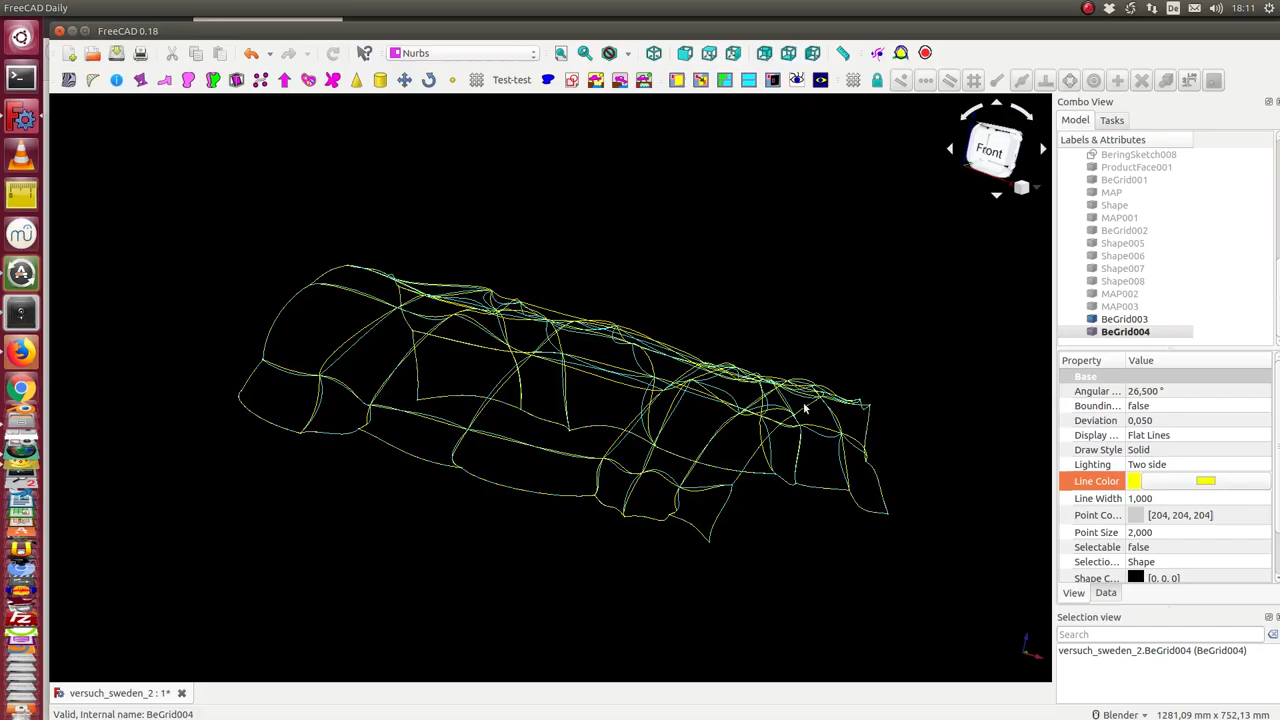 FreeCAD Daily
De
18:11
FreeCAD 0.18
Nurbs
Test-test
Front
Combo View
Model
Tasks
Labels & Attributes
BeringSketch008
ProductFace001
BeGrid001
MAP
Shape
MAP001
BeGrid002
Shape005
Shape006
Shape007
Shape008
MAP002
MAP003
BeGrid003
BeGrid004
Property Value
Base
Angular ... 26,500 °
Boundin... false
Deviation 0,050
Display ... Flat Lines
Draw Style Solid
Lighting Two side
Line Color
Line Width 1,000
Point Co... [204, 204, 204]
Point Size 2,000
Selectable false
Selectio... Shape
Shape C... [0, 0, 0]
View
Data
Selection view
Search
versuch_sweden_2.BeGrid004 (BeGrid004)
versuch_sweden_2 : 1*
Valid, Internal name: BeGrid004
Blender
1281,09 mm x 752,13 mm